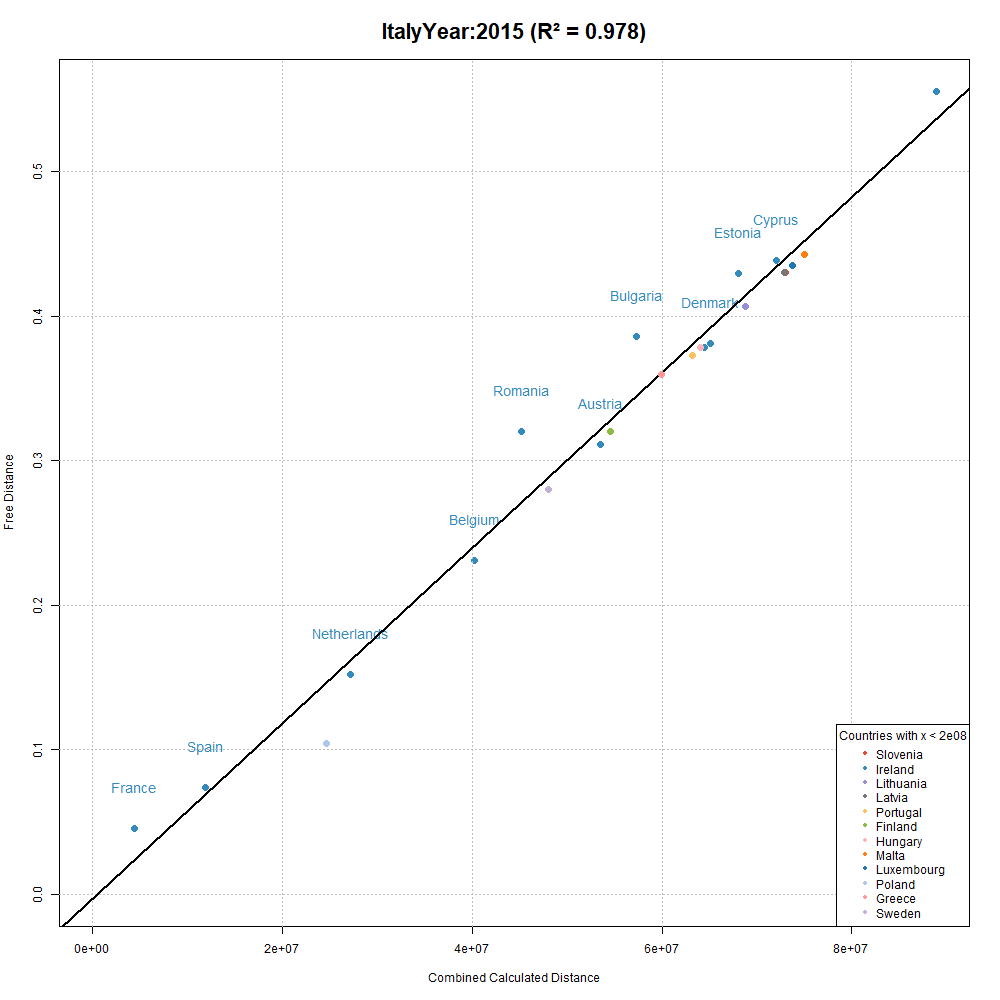 ItalyYear:2015 (R² = 0.978)
Cyprus
Estonia
Bulgaria
Denmark
Romania
Austria
Belgium
Netherlands
Spain
France
0.5
0.4
0.3
0.2
0.1
0.0
Free Distance
Countries with x < 2e08
Slovenia
Ireland
Lithuania
Latvia
Portugal
Finland
Hungary
Malta
Luxembourg
Poland
Greece
Sweden
0e+00 2e+07 4e+07 6e+07 8e+07
Combined Calculated Distance